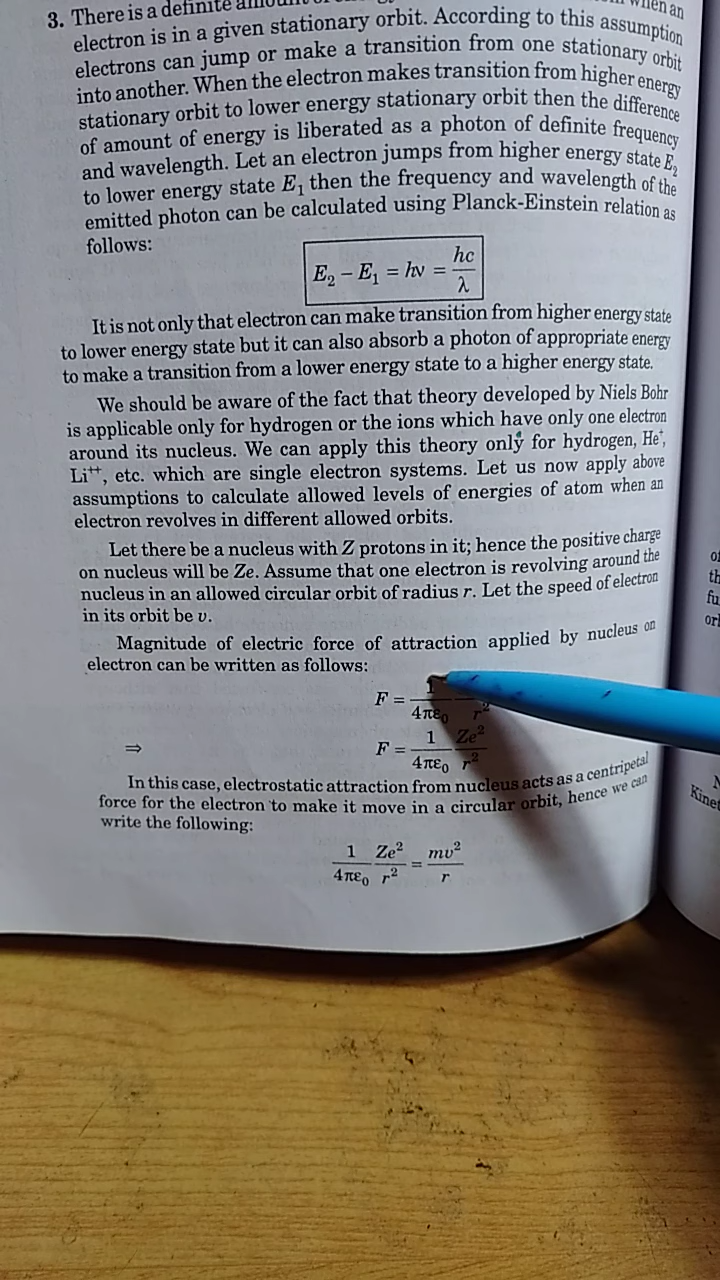 3. There is a definite
when an
electron is in a given stationary orbit. According to this assumption
electrons can jump or make a transition from one stationary orbit
into another. When the electron makes transition from higher energy
stationary orbit to lower energy stationary orbit then the difference
of amount of energy is liberated as a photon of definite frequency
and wavelength. Let an electron jumps from higher energy state E₂
to lower energy state E₁ then the frequency and wavelength of the
emitted photon can be calculated using Planck-Einstein relation as
follows:
E₂ − E₁ = hν = hc/λ
It is not only that electron can make transition from higher energy state
to lower energy state but it can also absorb a photon of appropriate energy
to make a transition from a lower energy state to a higher energy state.
We should be aware of the fact that theory developed by Niels Bohr
is applicable only for hydrogen or the ions which have only one electron
around its nucleus. We can apply this theory only for hydrogen, He⁺,
Li⁺⁺, etc. which are single electron systems. Let us now apply above
assumptions to calculate allowed levels of energies of atom when an
electron revolves in different allowed orbits.
Let there be a nucleus with Z protons in it; hence the positive charge
on nucleus will be Ze. Assume that one electron is revolving around the
nucleus in an allowed circular orbit of radius r. Let the speed of electron
in its orbit be v.
Magnitude of electric force of attraction applied by nucleus on
electron can be written as follows:
F = 1/4πε₀ r²
⇒ F = 1/4πε₀ Ze²/r²
In this case, electrostatic attraction from nucleus acts as a centripetal
force for the electron to make it move in a circular orbit, hence we can
write the following:
1/4πε₀ Ze²/r² = mv²/r
Kinet